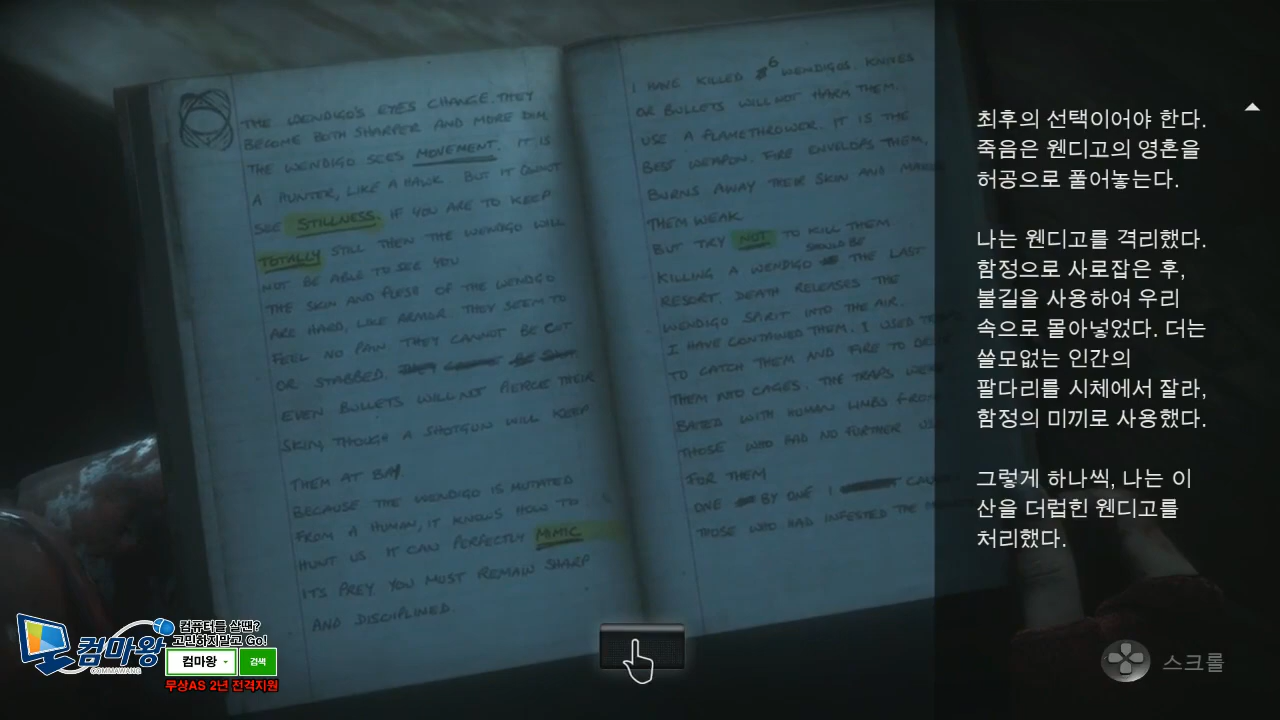 THE WENDIGO'S EYES CHANGE. THEY
BECOME BOTH SHARPER AND MORE DIM
THE WENDIGO SEES MOVEMENT. IT IS
A HUNTER, LIKE A HAWK BUT IT CANNOT
SEE STILLNESS. IF YOU ARE TO KEEP
TOTALLY STILL THEN THE WENDIGO WILL
NOT BE ABLE TO SEE YOU
THE SKIN AND FLESH OF THE WENDIGO
ARE HARD, LIKE ARMOR. THEY SEEM TO
FEEL NO PAIN. THEY CANNOT BE CUT
OR STABBED.
EVEN BULLETS WILL NOT PIERCE THEIR
SKIN, THOUGH A SHOTGUN WILL KEEP
THEM AT BAY.
BECAUSE THE WENDIGO IS MUTATED
FROM A HUMAN, IT KNOWS HOW TO
HUNT US IT CAN PERFECTLY MIMIC
ITS PREY YOU MUST REMAIN SHARP
AND DISCIPLINED
I HAVE KILLED 6 WENDIGOS. KNIVES
OR BULLETS WILL NOT HARM THEM.
USE A FLAMETHROWER. IT IS THE
BEST WEAPON. FIRE ENVELOPS THEM,
BURNS AWAY THEIR SKIN AND MAKES
THEM WEAK
BUT TRY NOT TO KILL THEM
SHOULD BE
KILLING A WENDIGO THE LAST
RESORT. DEATH RELEASES THE
WENDIGO SPIRIT INTO THE AIR.
I HAVE CONTAINED THEM. I USED
TO CATCH THEM AND FIRE TO
THEM INTO CAGES. THE TRAPS WERE
BAITED WITH HUMAN LIMBS FROM
THOSE WHO HAD NO FURTHER USE
FOR THEM
ONE BY ONE I
THOSE WHO HAD INFESTED THE
최후의 선택이어야 한다.
죽음은 웬디고의 영혼을
허공으로 풀어놓는다.
나는 웬디고를 격리했다.
함정으로 사로잡은 후,
불길을 사용하여 우리
속으로 몰아넣었다. 더는
쓸모없는 인간의
팔다리를 시체에서 잘라,
함정의 미끼로 사용했다.
그렇게 하나씩, 나는 이
산을 더럽힌 웬디고를
처리했다.
스크롤
컴퓨터를 살땐?
고민하지말고 Go!
컴마왕
COMMAWANG
컴마왕
검색
무상AS 2년 전격지원